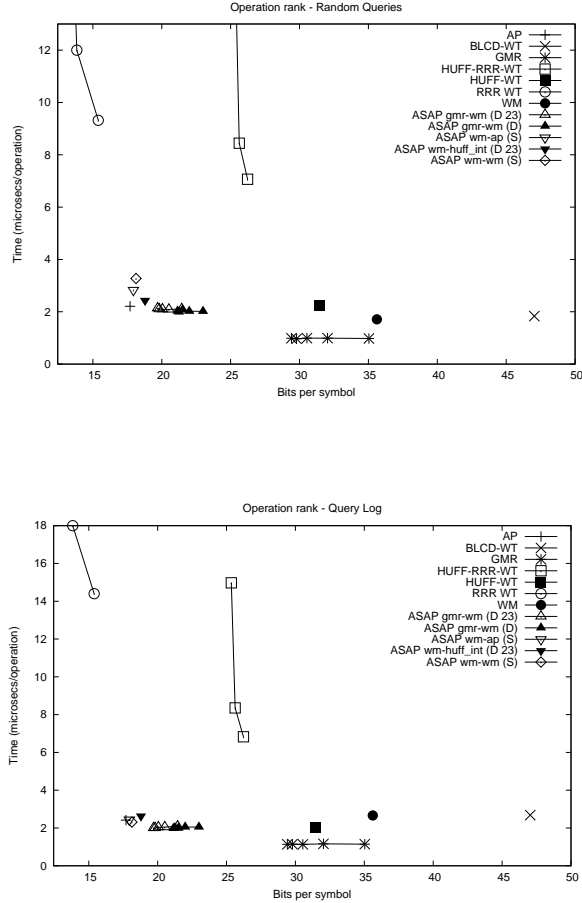 Operation rank - Random Queries
12
10
8
6
4
2
0
Time (microsecs/operation)
AP
BLCD-WT
GMR
HUFF-RRR-WT
HUFF-WT
RRR WT
WM
ASAP gmr-wm (D 23)
ASAP gmr-wm (D)
ASAP wm-ap (S)
ASAP wm-huff_int (D 23)
ASAP wm-wm (S)
15 20 25 30 35 40 45 50
Bits per symbol
Operation rank - Query Log
18
16
14
12
10
8
6
4
2
0
Time (microsecs/operation)
AP
BLCD-WT
GMR
HUFF-RRR-WT
HUFF-WT
RRR WT
WM
ASAP gmr-wm (D 23)
ASAP gmr-wm (D)
ASAP wm-ap (S)
ASAP wm-huff_int (D 23)
ASAP wm-wm (S)
15 20 25 30 35 40 45 50
Bits per symbol